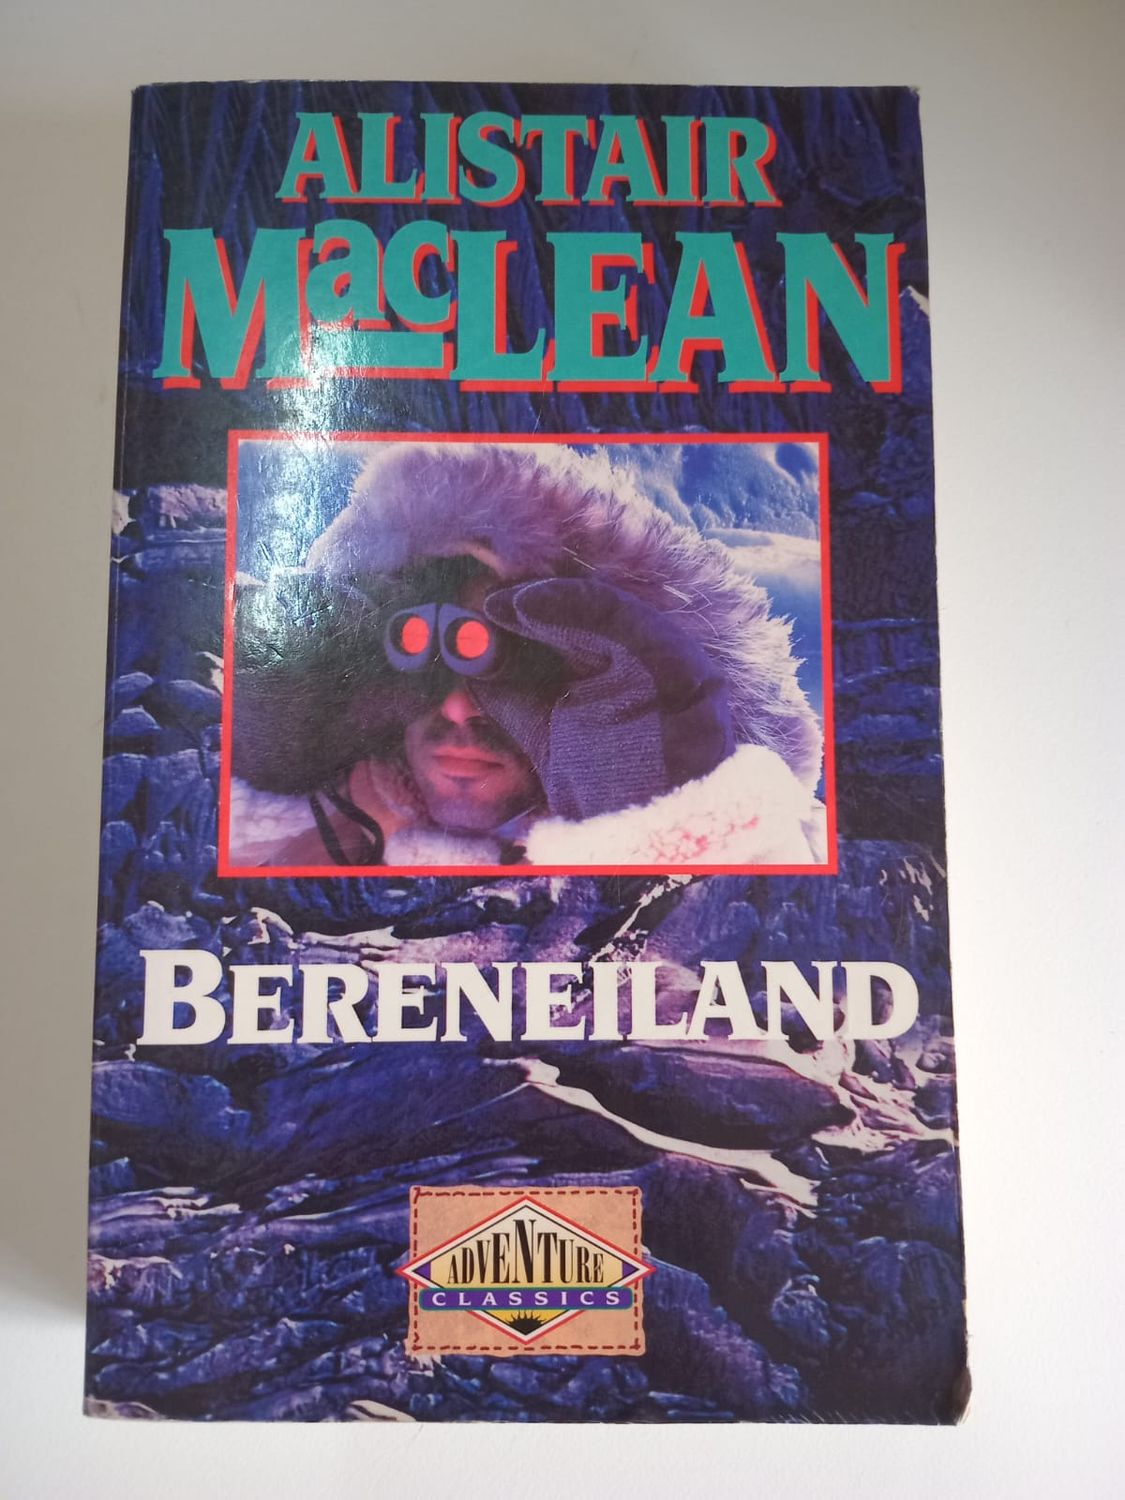 ALISTAIR
MacLEAN
BERENEILAND
ADVENTURE
CLASSICS